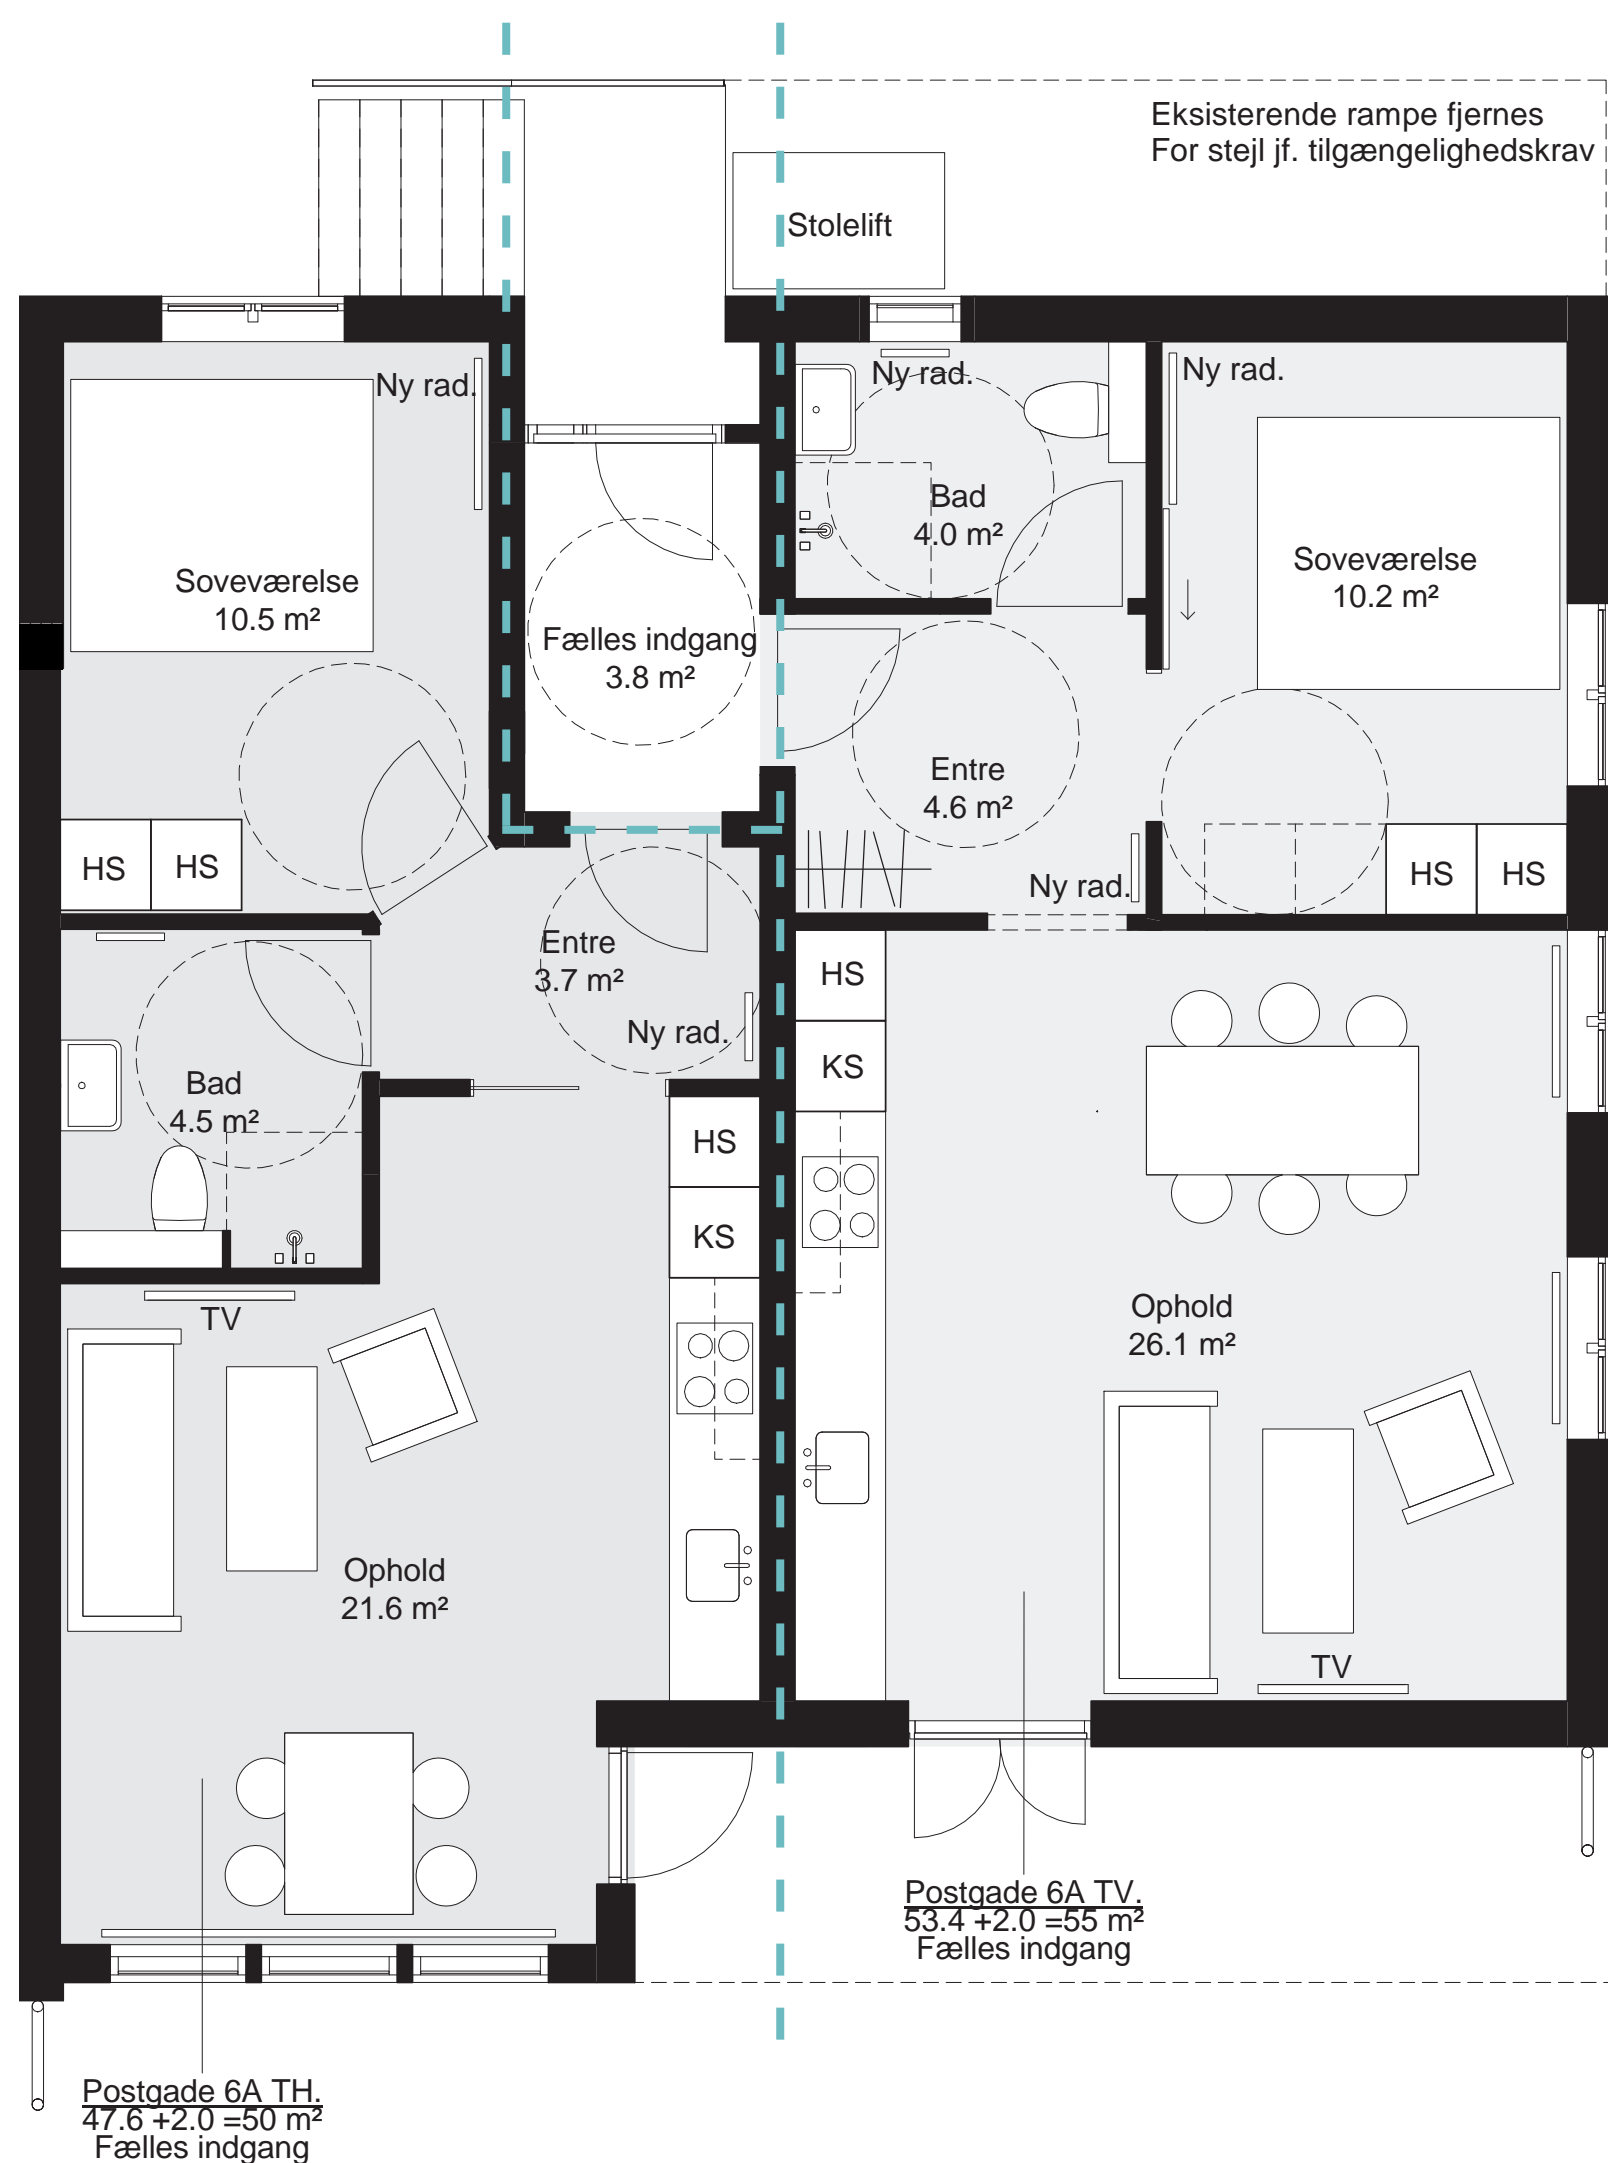 Eksisterende rampe fjernes
For stejl jf. tilgængelighedskrav
Stolelift
Ny rad.
Ny rad.
Ny rad.
Bad
4.0 m²
Soveværelse
10.5 m²
Soveværelse
10.2 m²
Fælles indgang
3.8 m²
Entre
4.6 m²
HS
HS
Ny rad.
HS
HS
Entre
3.7 m²
HS
Ny rad.
KS
Bad
4.5 m²
HS
KS
TV
Ophold
26.1 m²
Ophold
21.6 m²
TV
Postgade 6A TV.
53.4 +2.0 =55 m²
Fælles indgang
Postgade 6A TH.
47.6 +2.0 =50 m²
Fælles indgang